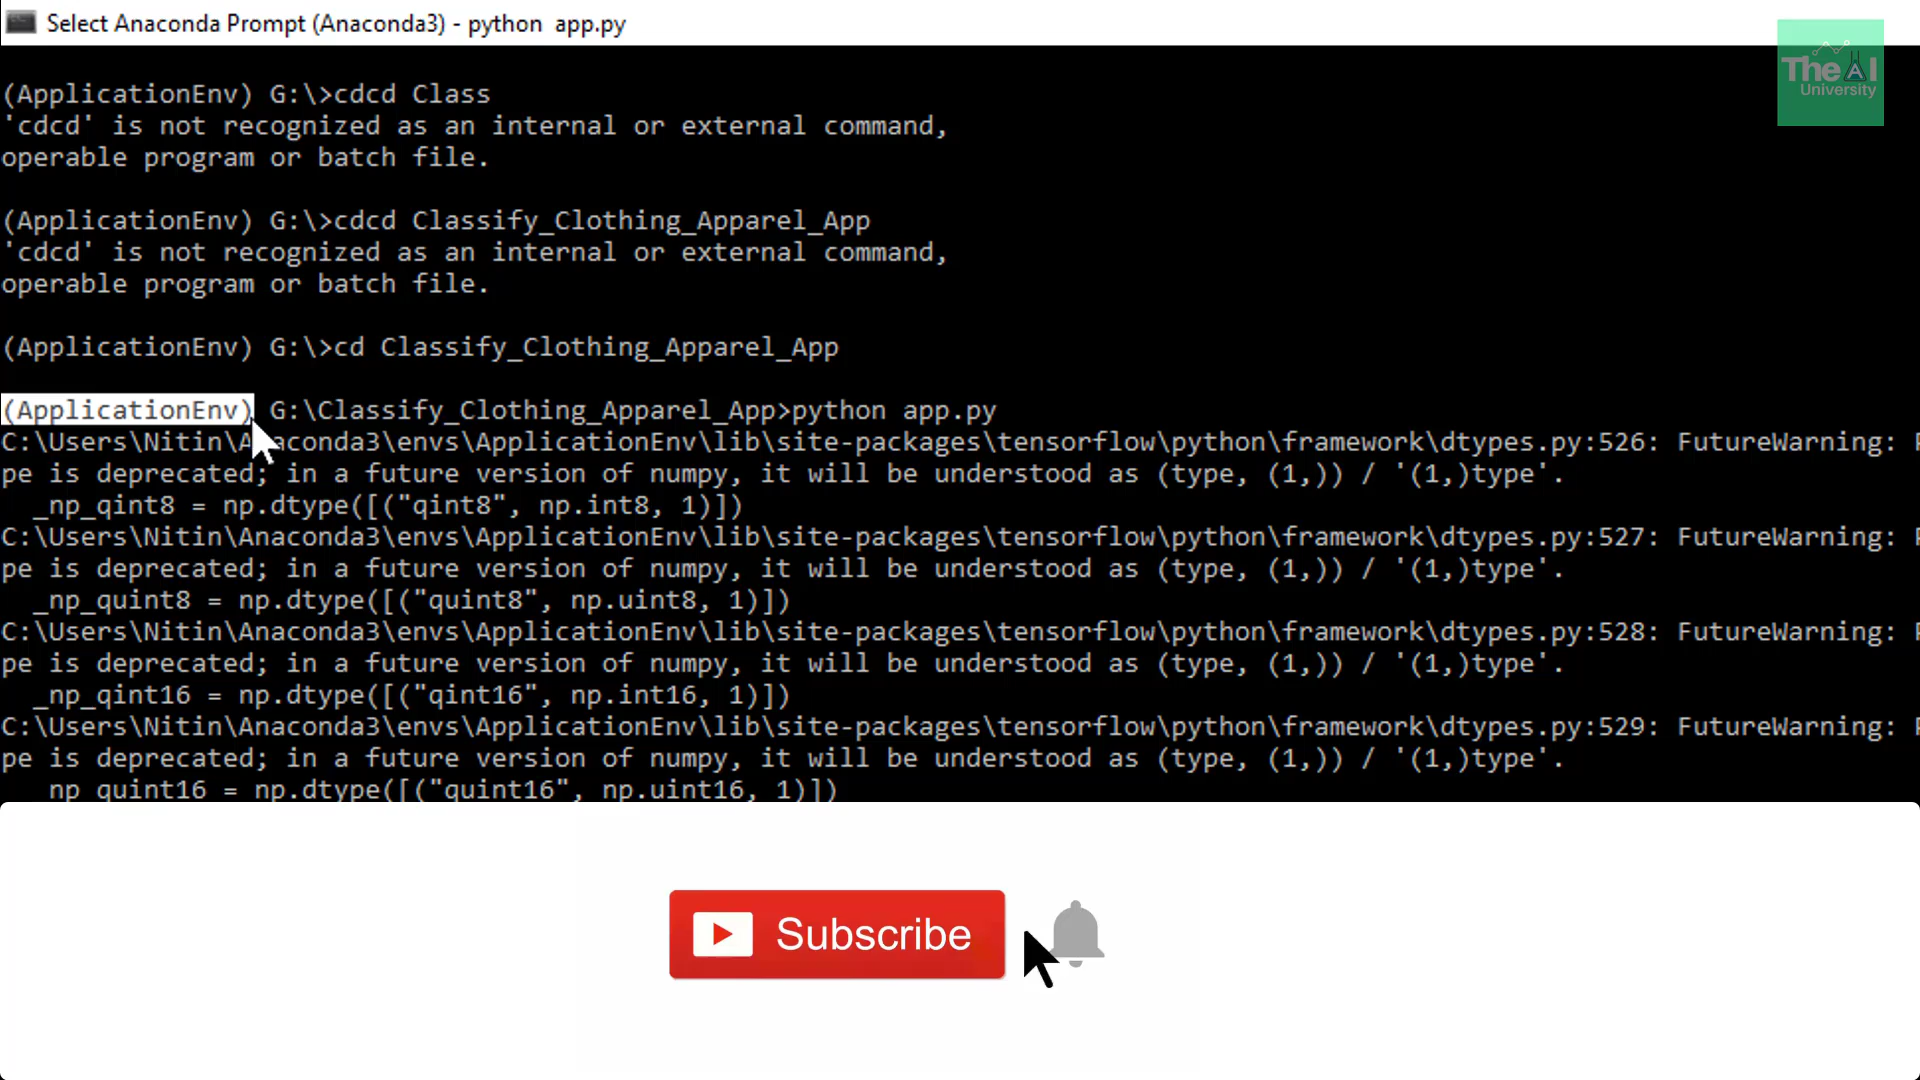 Select Anaconda Prompt (Anaconda3) - python  app.py
The AI
University
(ApplicationEnv) G:\>cdcd Class
'cdcd' is not recognized as an internal or external command,
operable program or batch file.
(ApplicationEnv) G:\>cdcd Classify_Clothing_Apparel_App
'cdcd' is not recognized as an internal or external command,
operable program or batch file.
(ApplicationEnv) G:\>cd Classify_Clothing_Apparel_App
(ApplicationEnv) G:\Classify_Clothing_Apparel_App>python app.py
C:\Users\Nitin\Anaconda3\envs\ApplicationEnv\lib\site-packages\tensorflow\python\framework\dtypes.py:526: FutureWarning:
pe is deprecated; in a future version of numpy, it will be understood as (type, (1,)) / '(1,)type'.
_np_qint8 = np.dtype([("qint8", np.int8, 1)])
C:\Users\Nitin\Anaconda3\envs\ApplicationEnv\lib\site-packages\tensorflow\python\framework\dtypes.py:527: FutureWarning:
pe is deprecated; in a future version of numpy, it will be understood as (type, (1,)) / '(1,)type'.
_np_quint8 = np.dtype([("quint8", np.uint8, 1)])
C:\Users\Nitin\Anaconda3\envs\ApplicationEnv\lib\site-packages\tensorflow\python\framework\dtypes.py:528: FutureWarning:
pe is deprecated; in a future version of numpy, it will be understood as (type, (1,)) / '(1,)type'.
_np_qint16 = np.dtype([("qint16", np.int16, 1)])
C:\Users\Nitin\Anaconda3\envs\ApplicationEnv\lib\site-packages\tensorflow\python\framework\dtypes.py:529: FutureWarning:
pe is deprecated; in a future version of numpy, it will be understood as (type, (1,)) / '(1,)type'.
_np_quint16 = np.dtype([("quint16", np.uint16, 1)])
Subscribe